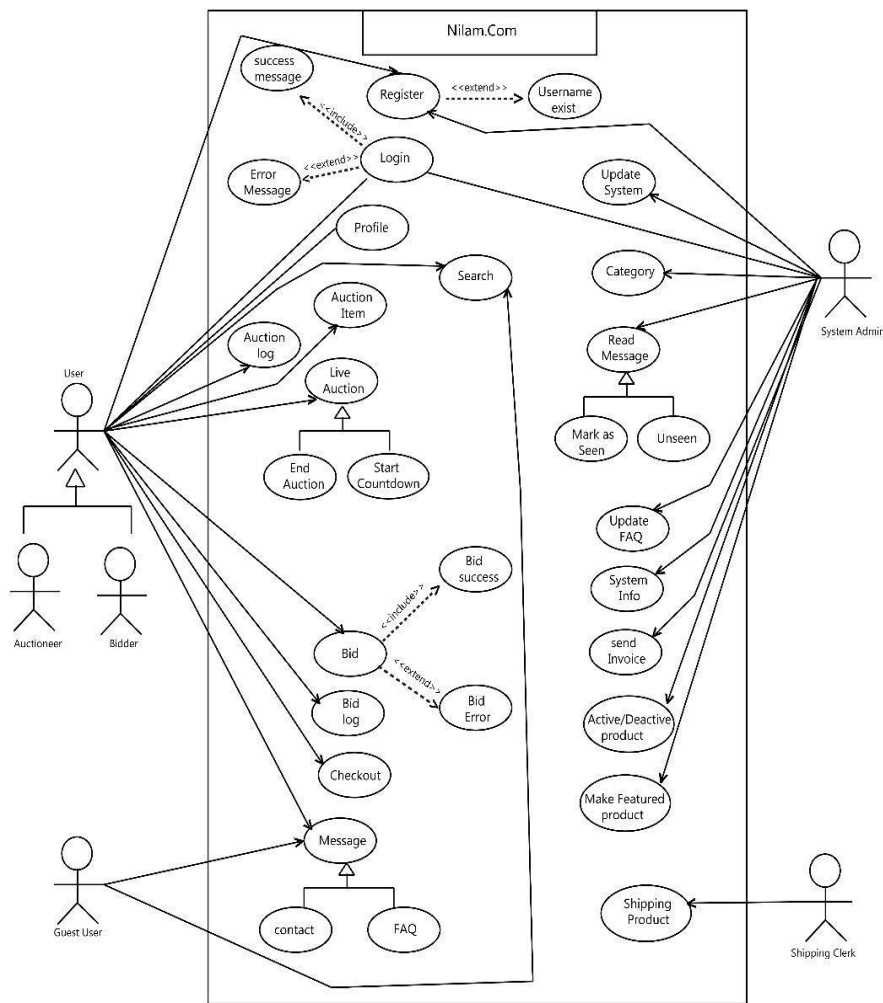 Nilam.Com
success
message
Register
<<extend>>
Username
exist
<<include>>
Login
<<extend>>
Error
Message
Update
System
Profile
Search
Category
System Admin
Auction
Item
Auction
log
Read
Message
Live
Auction
User
Mark as
Seen
Unseen
End
Auction
Start
Countdown
Update
FAQ
Bid
success
<<include>>
System
Info
Auctioneer
Bidder
Bid
<<extend>>
send
Invoice
Bid
log
Bid
Error
Active/Deactive
product
Checkout
Make Featured
product
Message
Guest User
contact
FAQ
Shipping
Product
Shipping Clerk